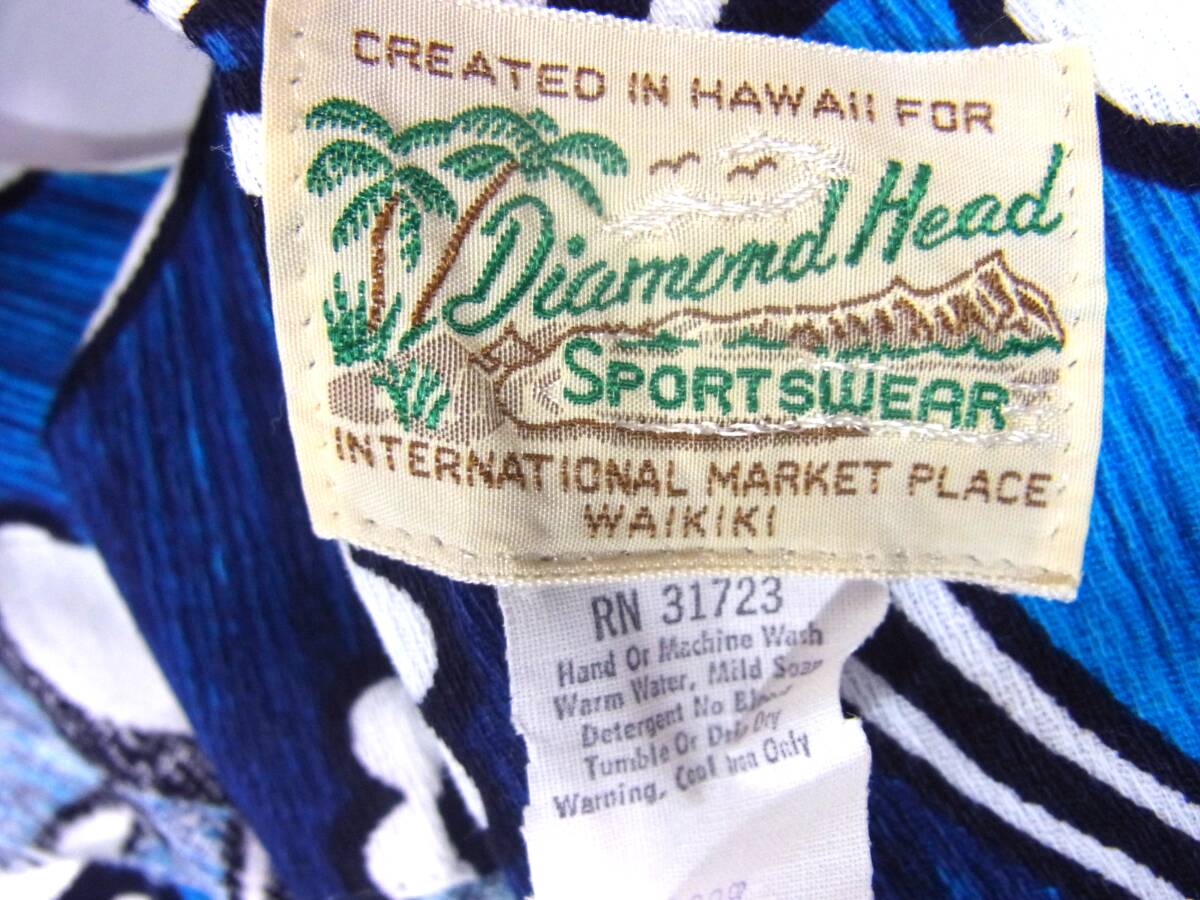 CREATED IN HAWAII FOR
Diamond Head
SPORTSWEAR
INTERNATIONAL MARKET PLACE
WAIKIKI
RN 31723
Hand Or Machine Wash
Warm Water, Mild Soap
Detergent No
Tumble Or Drip Dry
Warning, Cool Iron Only